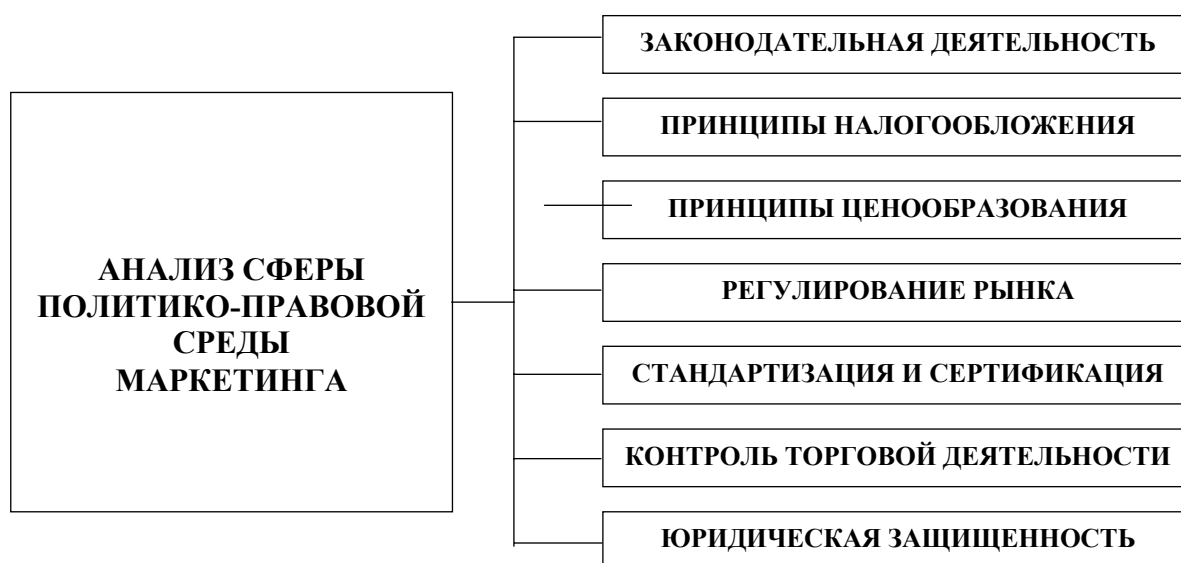 АНАЛИЗ СФЕРЫ
ПОЛИТИКО-ПРАВОВОЙ
СРЕДЫ
МАРКЕТИНГА
ЗАКОНОДАТЕЛЬНАЯ ДЕЯТЕЛЬНОСТЬ
ПРИНЦИПЫ НАЛОГООБЛОЖЕНИЯ
ПРИНЦИПЫ ЦЕНООБРАЗОВАНИЯ
РЕГУЛИРОВАНИЕ РЫНКА
СТАНДАРТИЗАЦИЯ И СЕРТИФИКАЦИЯ
КОНТРОЛЬ ТОРГОВОЙ ДЕЯТЕЛЬНОСТИ
ЮРИДИЧЕСКАЯ ЗАЩИЩЕННОСТЬ